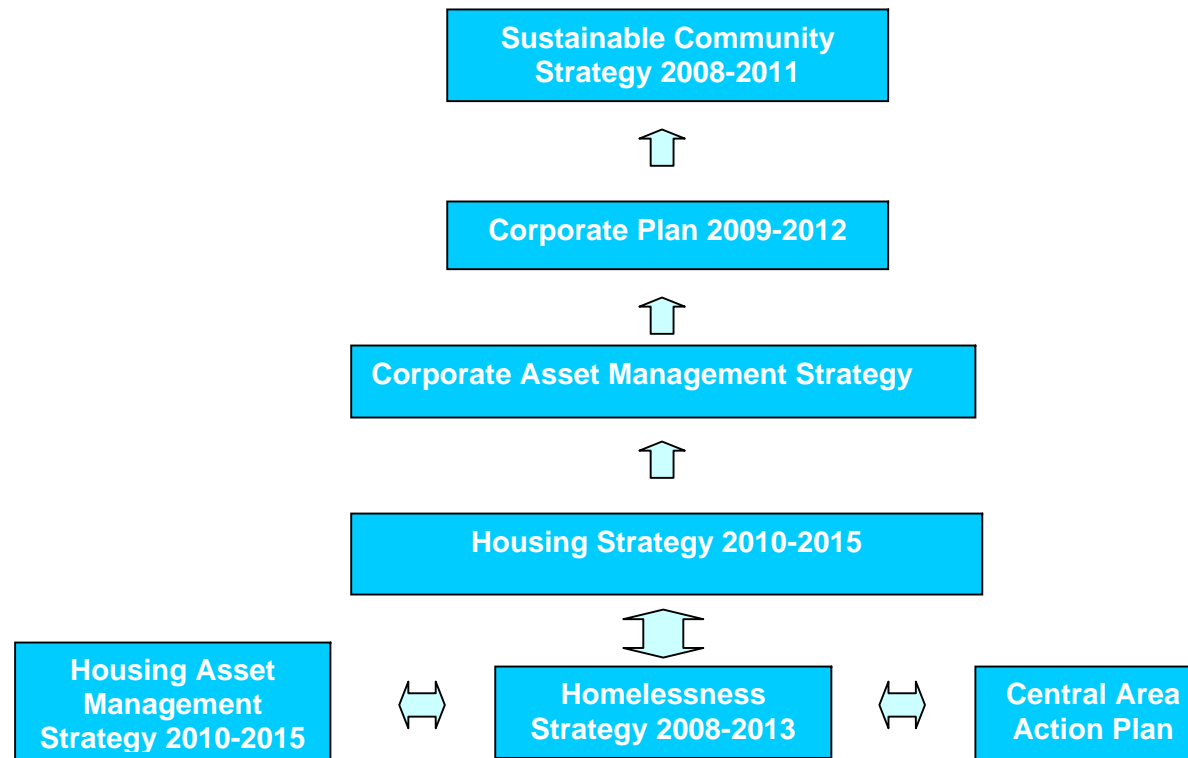 Sustainable Community
Strategy 2008-2011
Corporate Plan 2009-2012
Corporate Asset Management Strategy
Housing Strategy 2010-2015
Housing Asset
Management
Strategy 2010-2015
Homelessness
Strategy 2008-2013
Central Area
Action Plan